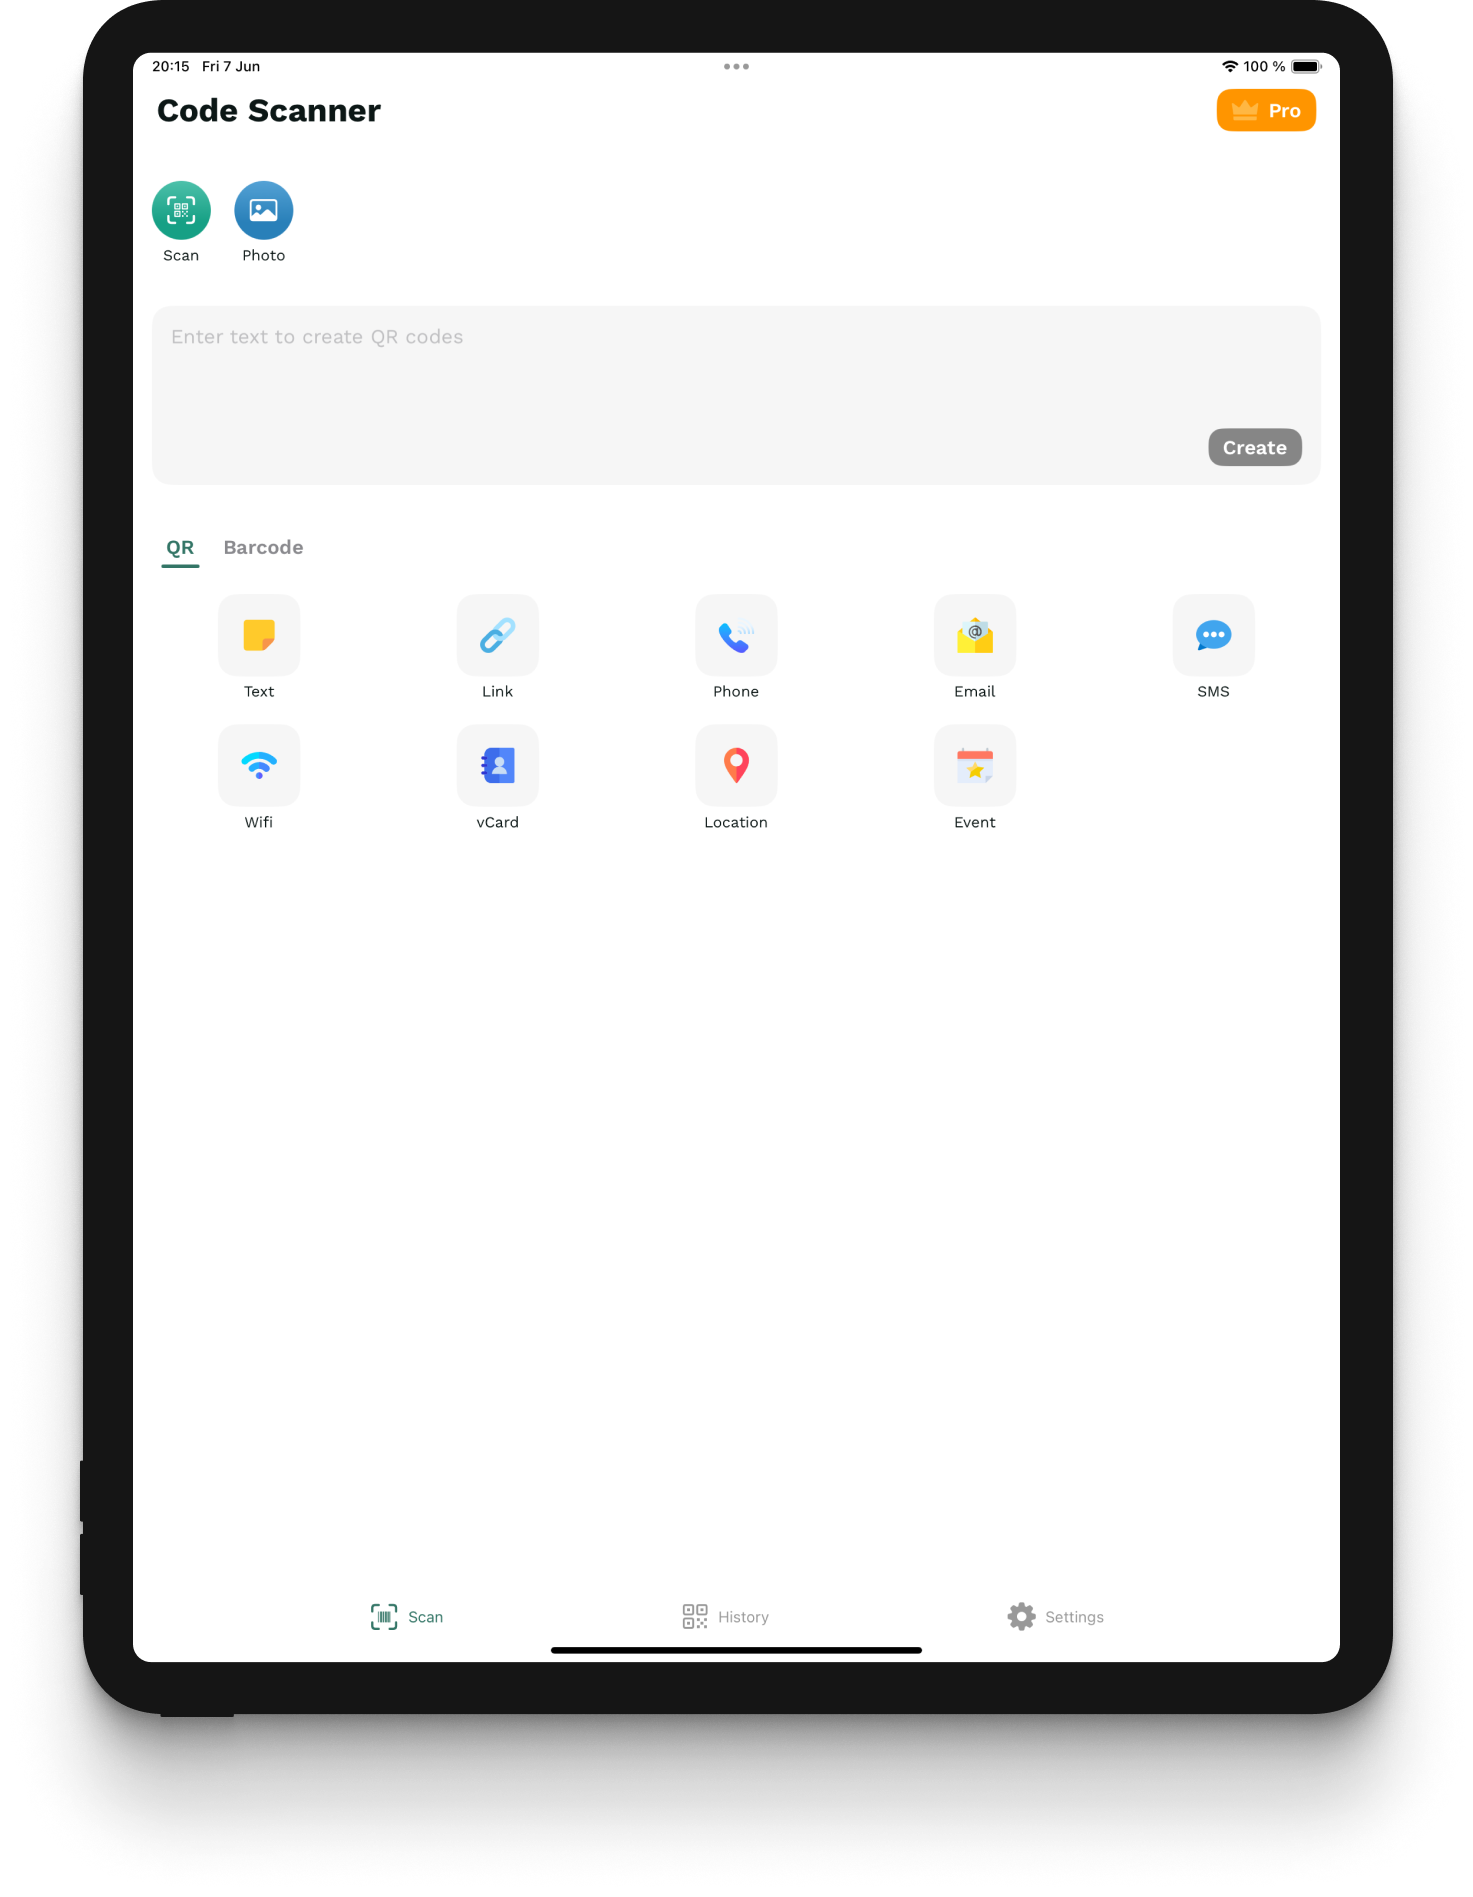 20:15 Fri 7 Jun 100 %
Code Scanner Pro
Scan Photo
Enter text to create QR codes
Create
QR Barcode
Text Link Phone Email SMS
Wifi vCard Location Event
Scan History Settings